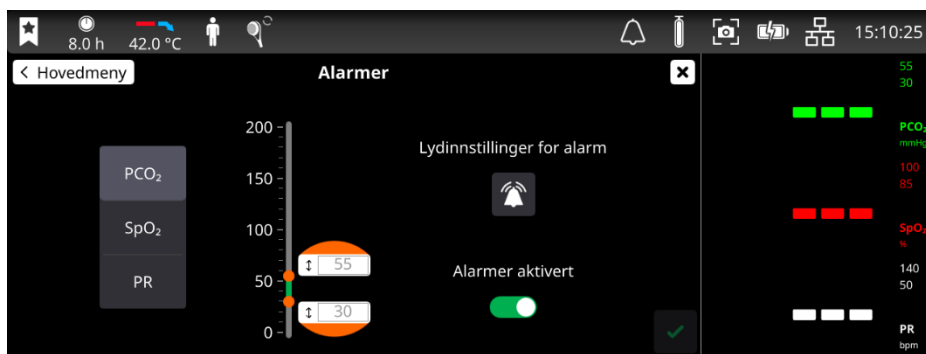 8.0 h
42.0 °C
15:10:25
< Hovedmeny
Alarmer
PCO₂
SpO₂
PR
200
150
100
50
0
55
30
Lydinnstillinger for alarm
Alarmer aktivert
55
30
PCO₂
mmHg
100
85
SpO₂
%
140
50
PR
bpm